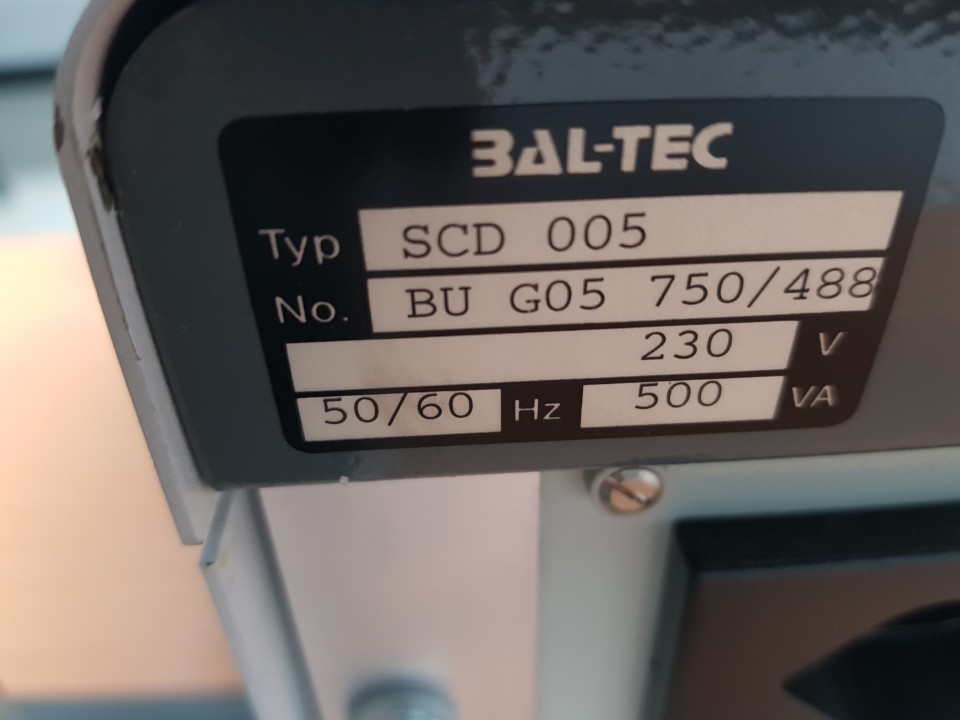 BAL-TEC
Typ SCD 005
No. BU G05 750/488
230 V
50/60 Hz 500 VA